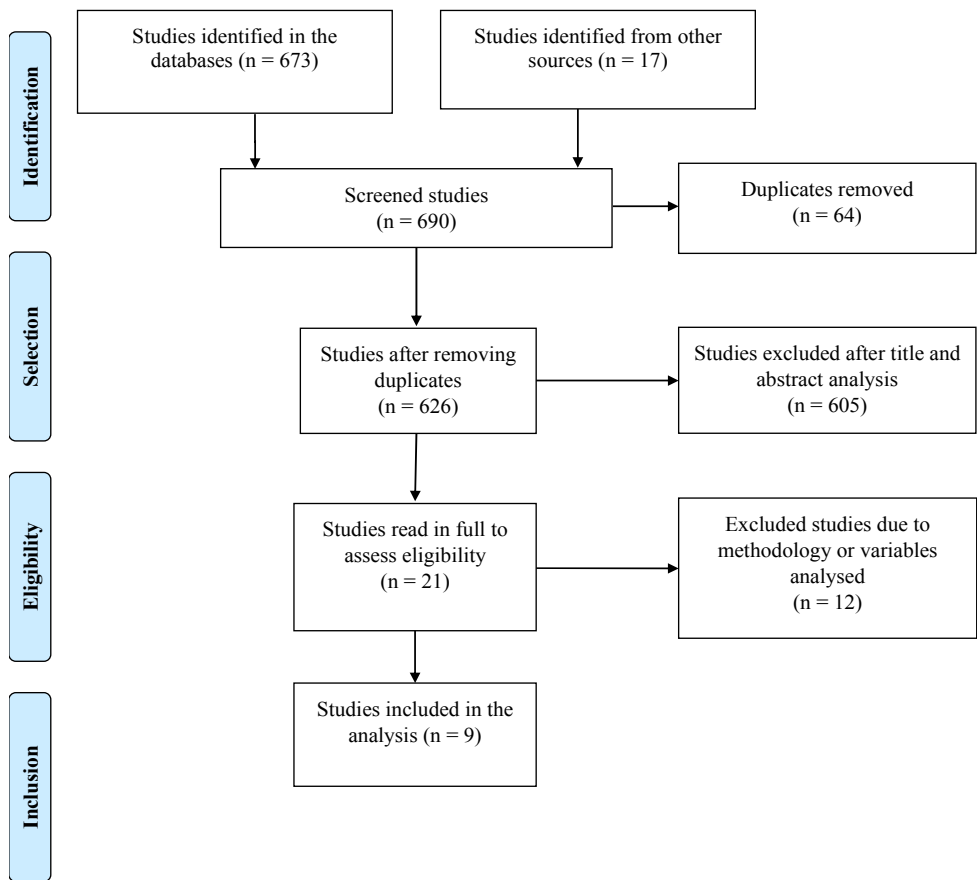 Identification
Studies identified in the
databases (n = 673)
Studies identified from other
sources (n = 17)
Screened studies
(n = 690)
Duplicates removed
(n = 64)
Selection
Studies after removing
duplicates
(n = 626)
Studies excluded after title and
abstract analysis
(n = 605)
Eligibility
Studies read in full to
assess eligibility
(n = 21)
Excluded studies due to
methodology or variables
analysed
(n = 12)
Inclusion
Studies included in the
analysis (n = 9)